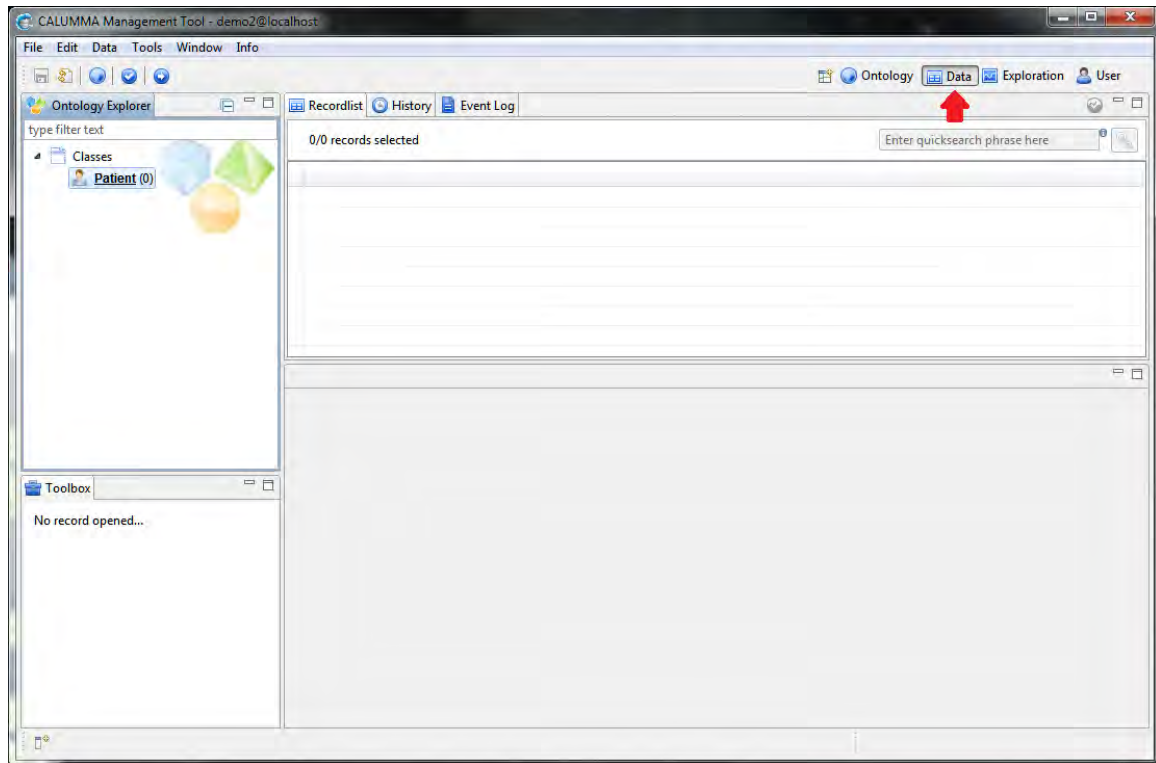 CALUMMA Management Tool - demo2@localhost
File Edit Data Tools Window Info
Ontology Data Exploration User
Ontology Explorer
Recordlist History Event Log
type filter text
0/0 records selected
Enter quicksearch phrase here
Classes
Patient (0)
Toolbox
No record opened...